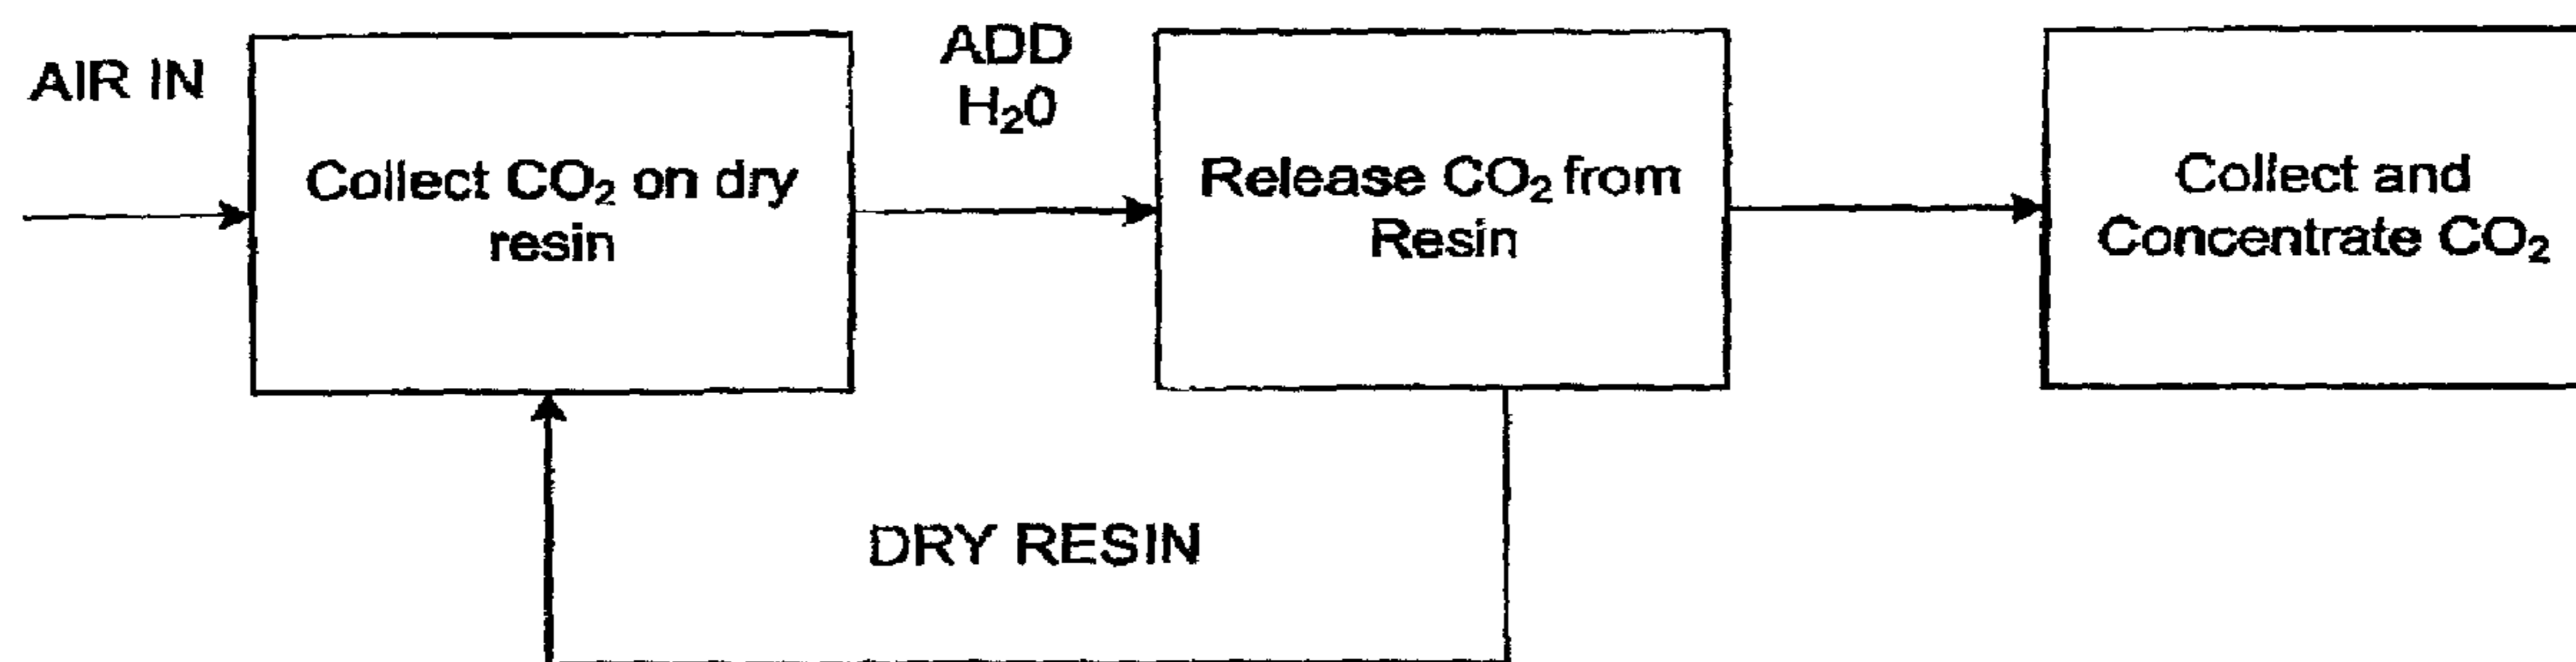 AIR IN
Collect CO₂ on dry
resin
ADD
H₂0
Release CO₂ from
Resin
Collect and
Concentrate CO₂
DRY RESIN